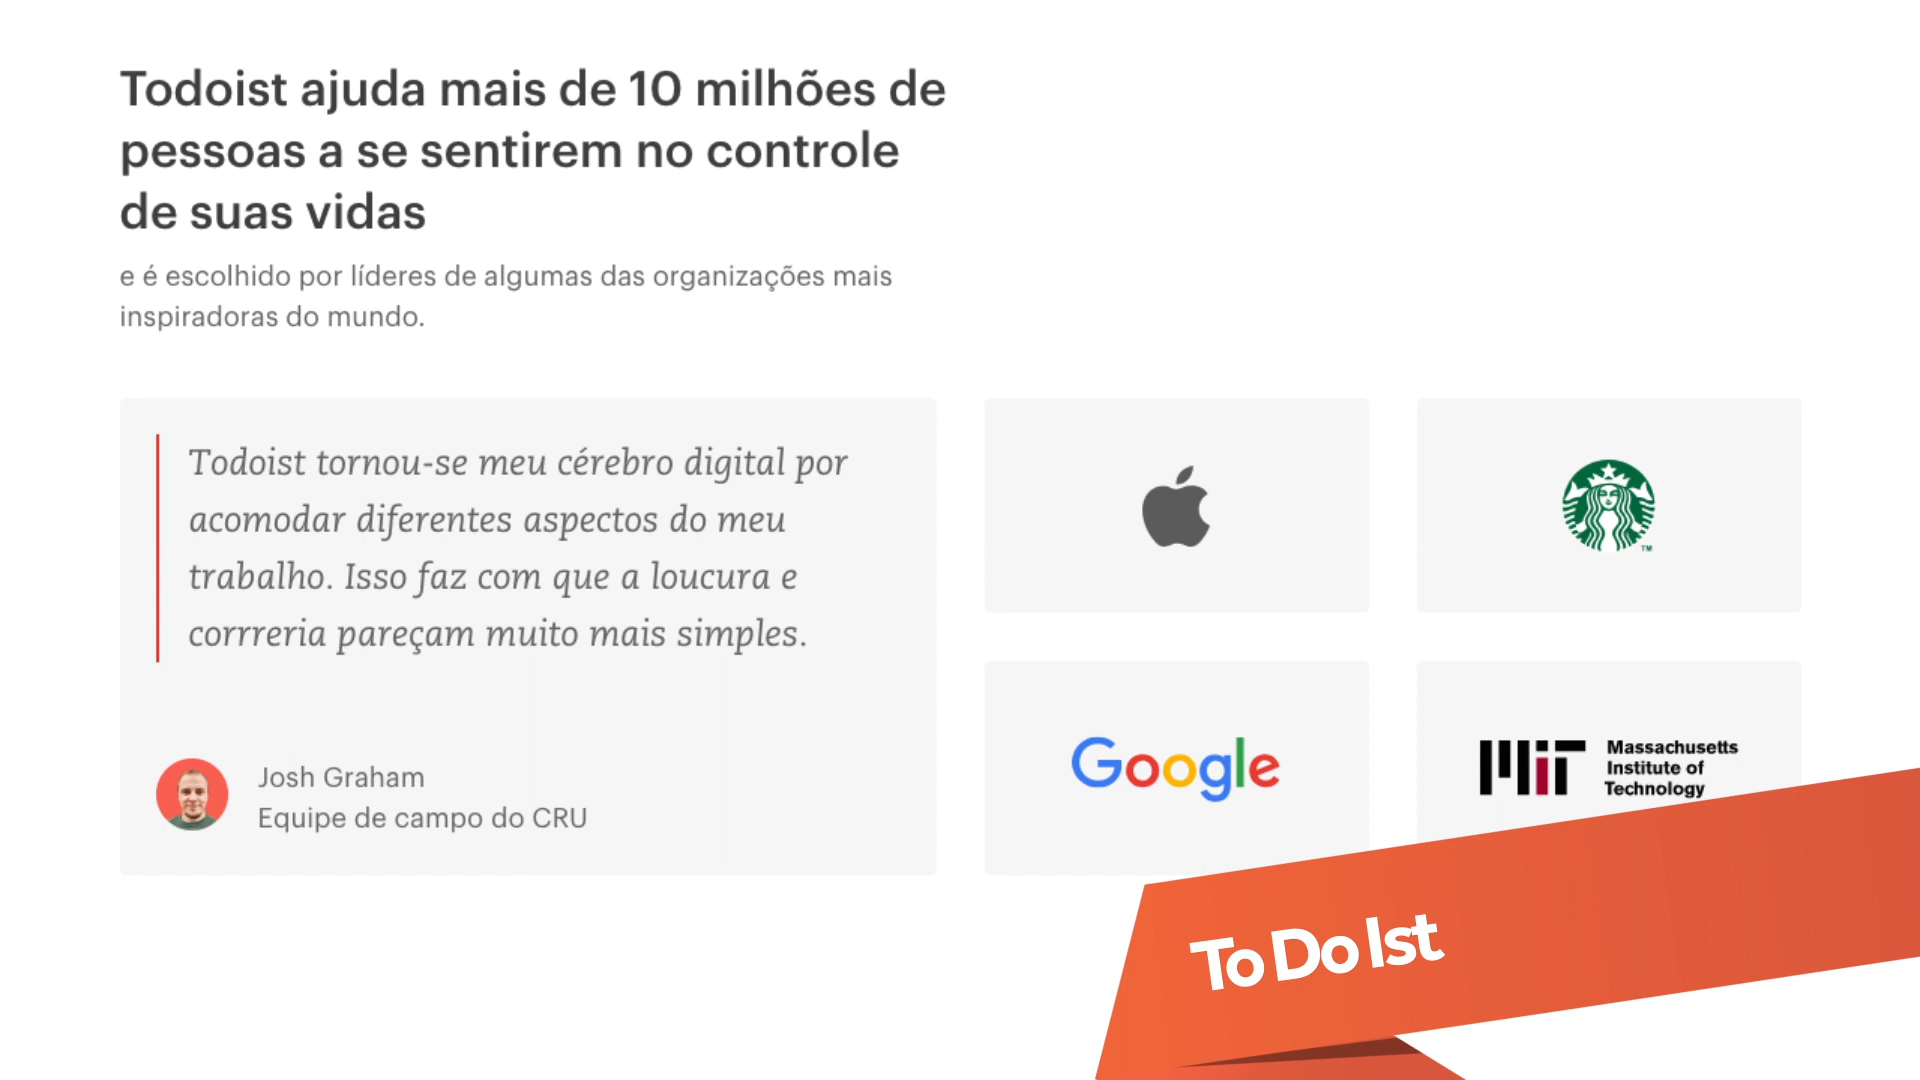 Todoist ajuda mais de 10 milhões de
pessoas a se sentirem no controle
de suas vidas
e é escolhido por líderes de algumas das organizações mais
inspiradoras do mundo.
Todoist tornou-se meu cérebro digital por
acomodar diferentes aspectos do meu
trabalho. Isso faz com que a loucura e
corrreria pareçam muito mais simples.
Josh Graham
Equipe de campo do CRU
TM
Google
MIT
Massachusetts
Institute of
Technology
To Do Ist